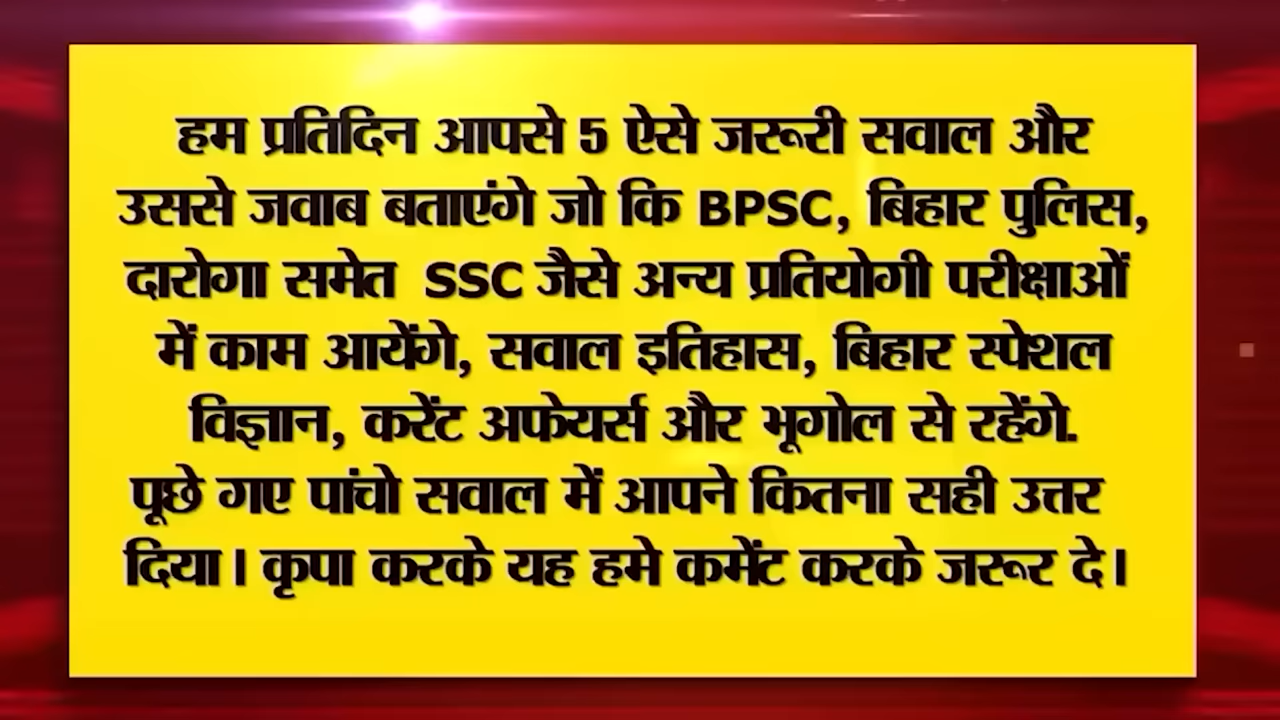 हम प्रतिदिन आपसे 5 ऐसे जरूरी सवाल और
उससे जवाब बताएंगे जो कि BPSC, बिहार पुलिस,
दारोगा समेत SSC जैसे अन्य प्रतियोगी परीक्षाओं
में काम आयेंगे, सवाल इतिहास, बिहार स्पेशल
विज्ञान, करेंट अफेयर्स और भूगोल से रहेंगे.
पूछे गए पांचो सवाल में आपने कितना सही उत्तर
दिया। कृपा करके यह हमे कमेंट करके जरूर दे।